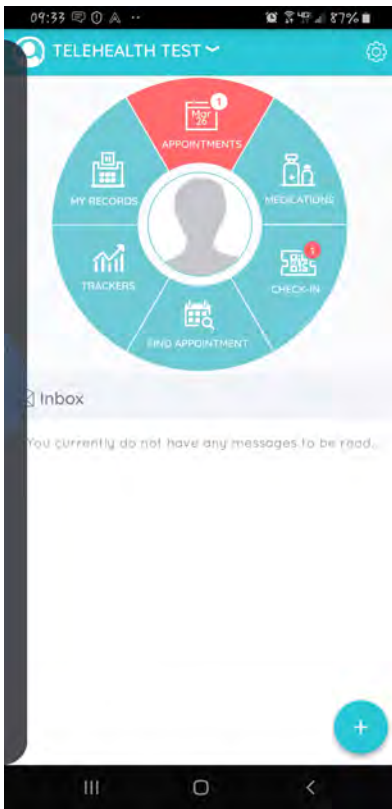 09:33
4G 87%
TELEHEALTH TEST
1
Mar
26
APPOINTMENTS
MY RECORDS
MEDICATIONS
TRACKERS
1
CHECK-IN
FIND APPOINTMENT
Inbox
You currently do not have any messages to be read...
+